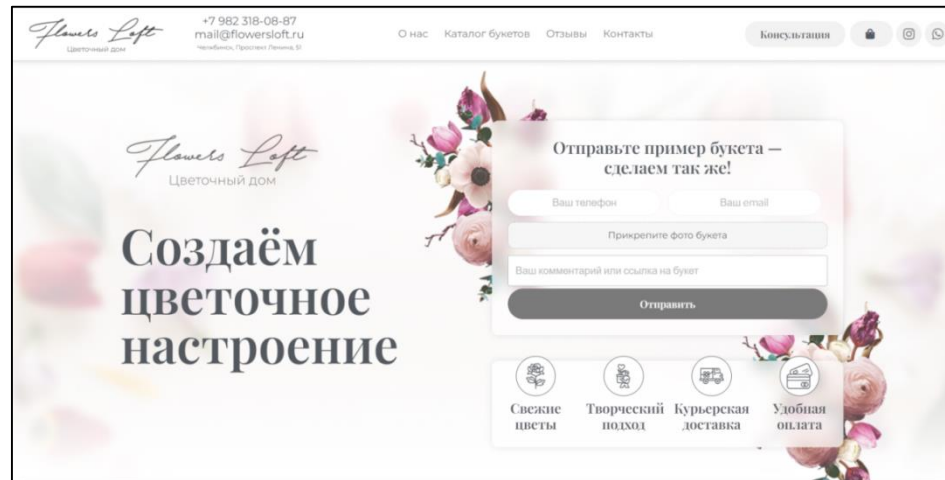 Flowers Loft
Цветочный дом
+7 982 318-08-87
mail@flowersloft.ru
Челябинск, Проспект Ленина, 51
О нас Каталог букетов Отзывы Контакты
Консультация
Flowers Loft
Цветочный дом
Создаём
цветочное
настроение
Отправьте пример букета —
сделаем так же!
Ваш телефон Ваш email
Прикрепите фото букета
Ваш комментарий или ссылка на букет
Отправить
Свежие
цветы
Творческий
подход
Курьерская
доставка
Удобная
оплата